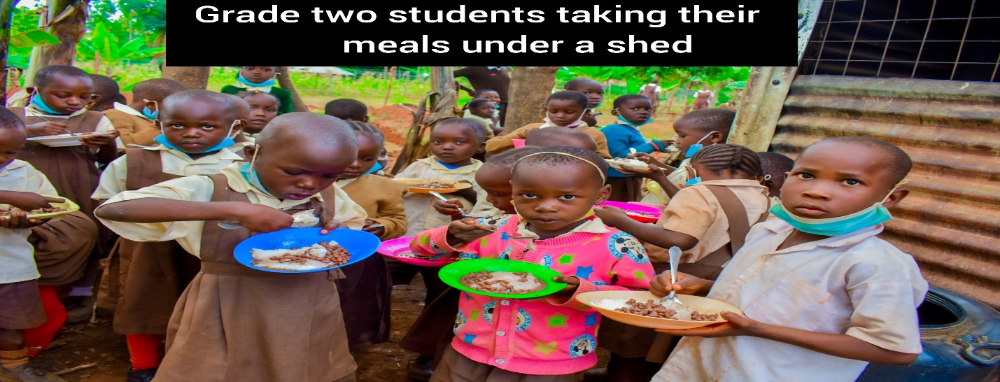 Grade two students taking their
meals under a shed